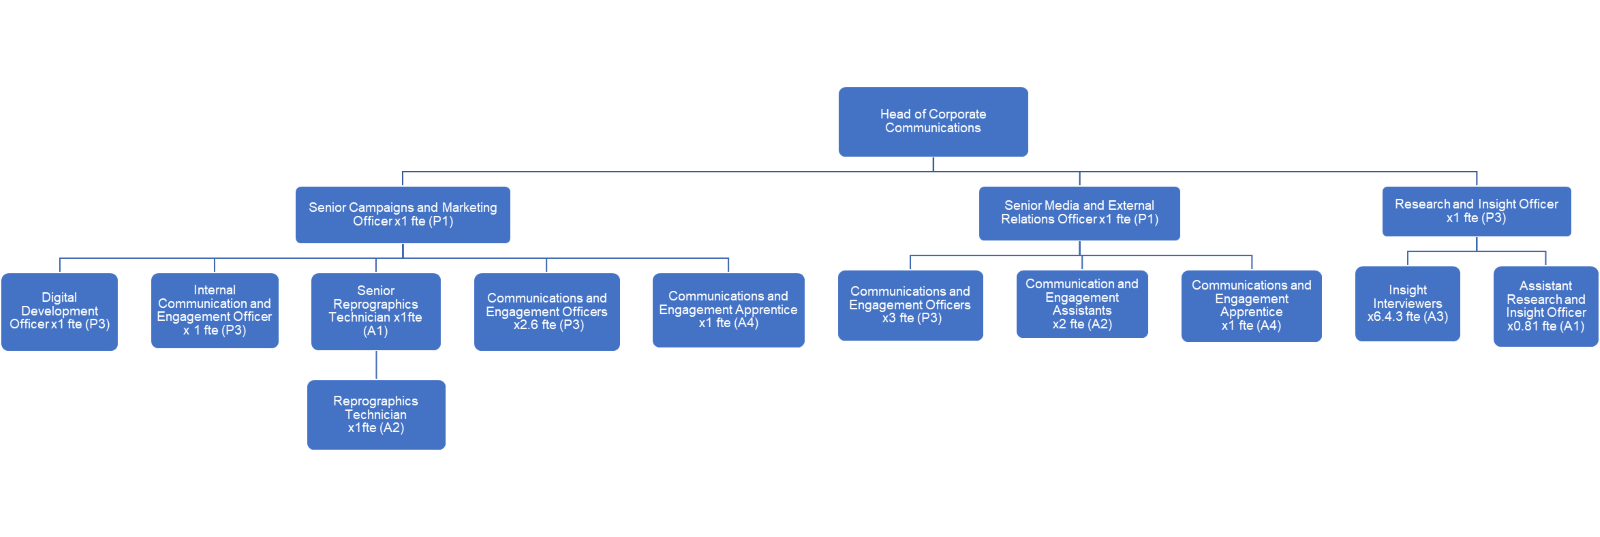 Head of Corporate
Communications
Senior Campaigns and Marketing
Officer x1 fte (P1)
Senior Media and External
Relations Officer x1 fte (P1)
Research and Insight Officer
x1 fte (P3)
Digital
Development
Officer x1 fte (P3)
Internal
Communication and
Engagement Officer
x 1 fte (P3)
Senior
Reprographics
Technician x1fte
(A1)
Communications and
Engagement Officers
x2.6 fte (P3)
Communications and
Engagement Apprentice
x1 fte (A4)
Communications and
Engagement Officers
x3 fte (P3)
Communication and
Engagement
Assistants
x2 fte (A2)
Communications and
Engagement
Apprentice
x1 fte (A4)
Insight
Interviewers
x6.4.3 fte (A3)
Assistant
Research and
Insight Officer
x0.81 fte (A1)
Reprographics
Technician
x1fte (A2)